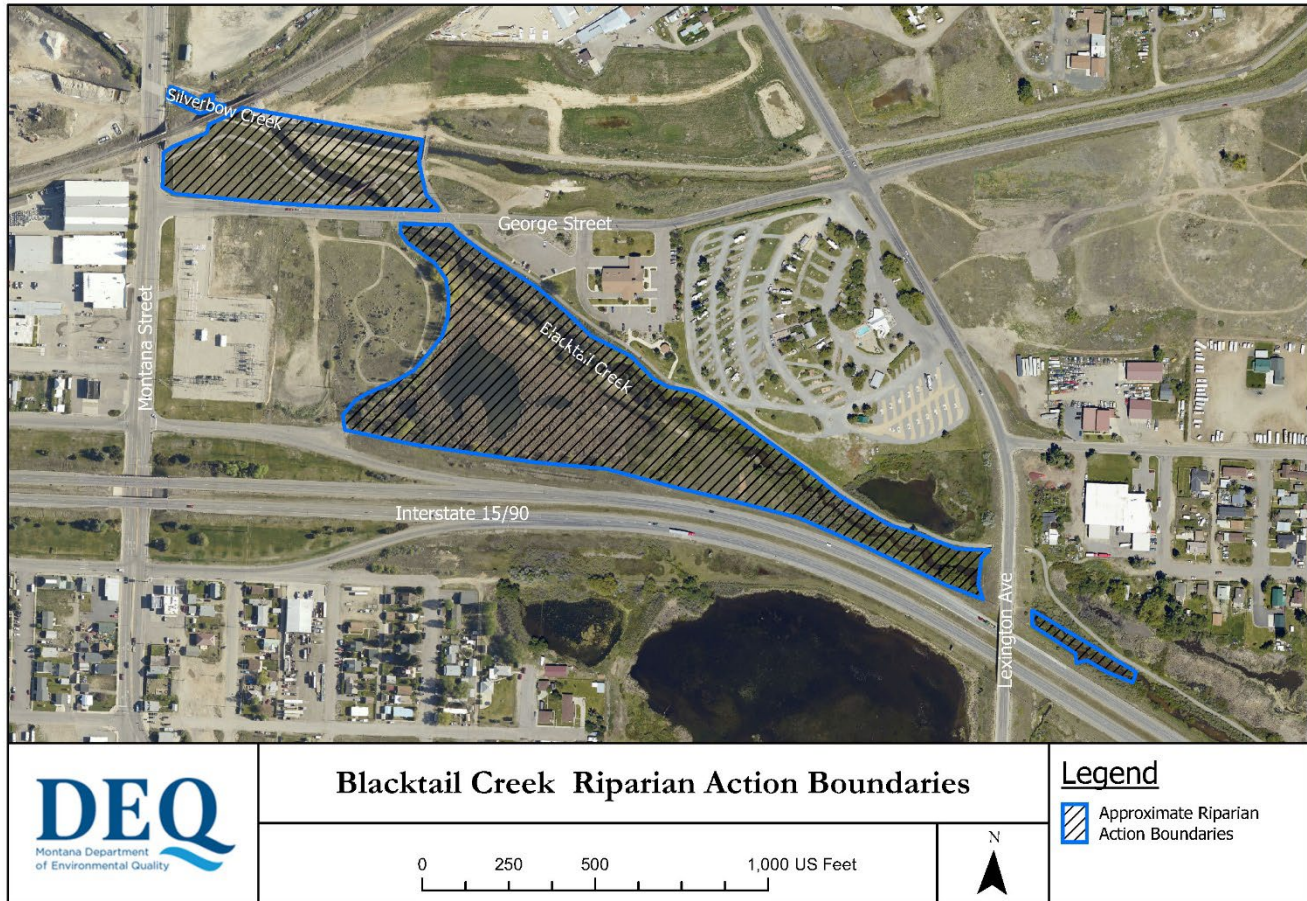 Silverbow Creek
George Street
Montana Street
Blacktail Creek
Interstate 15/90
Lexington Ave
DEQ
Montana Department
of Environmental Quality
Blacktail Creek Riparian Action Boundaries
0 250 500 1,000 US Feet
N
Legend
Approximate Riparian
Action Boundaries